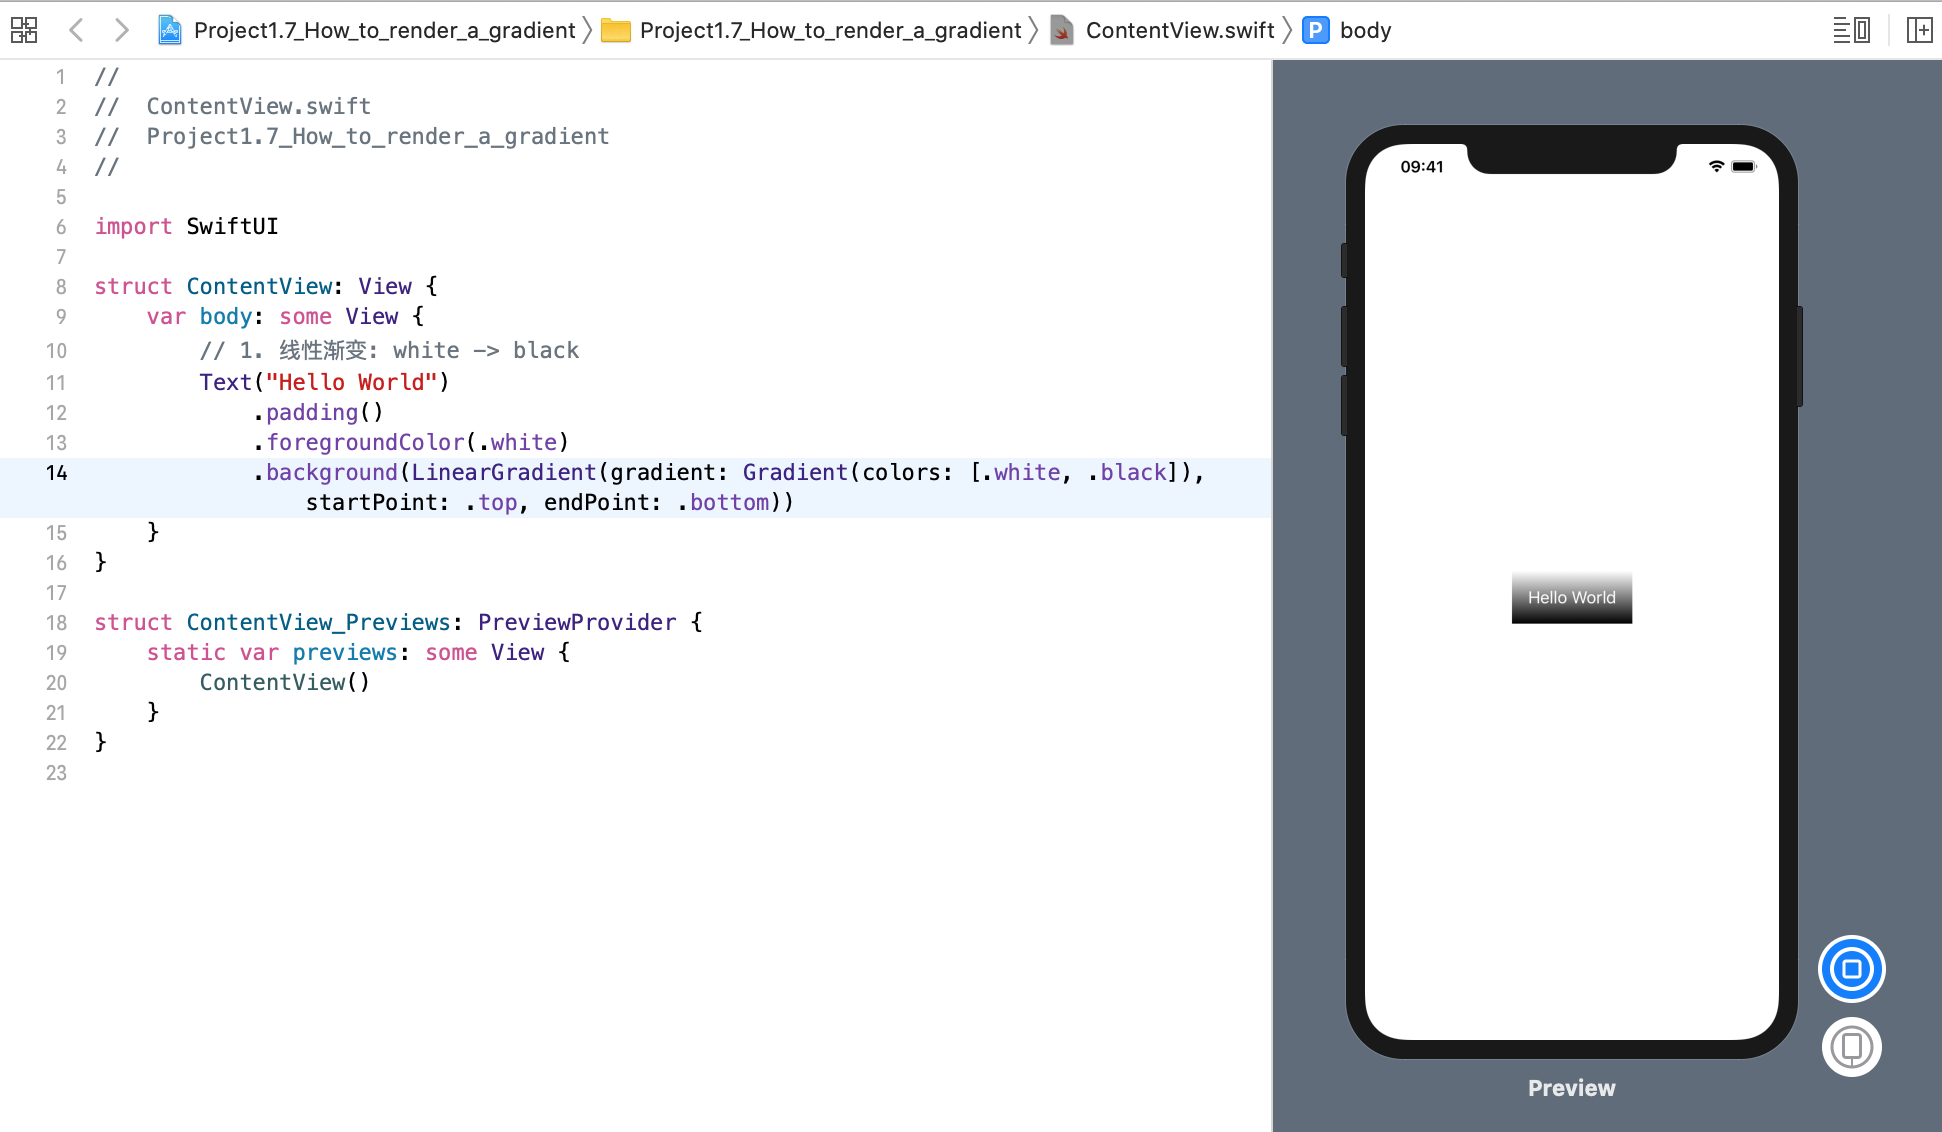 Project1.7_How_to_render_a_gradient Project1.7_How_to_render_a_gradient ContentView.swift P body
1 //
2 //  ContentView.swift
3 //  Project1.7_How_to_render_a_gradient
4 //
5
6 import SwiftUI
7
8 struct ContentView: View {
9     var body: some View {
10         // 1. 线性渐变: white -> black
11         Text("Hello World")
12             .padding()
13             .foregroundColor(.white)
14             .background(LinearGradient(gradient: Gradient(colors: [.white, .black]),
startPoint: .top, endPoint: .bottom))
15     }
16 }
17
18 struct ContentView_Previews: PreviewProvider {
19     static var previews: some View {
20         ContentView()
21     }
22 }
23
09:41
Hello World
Preview